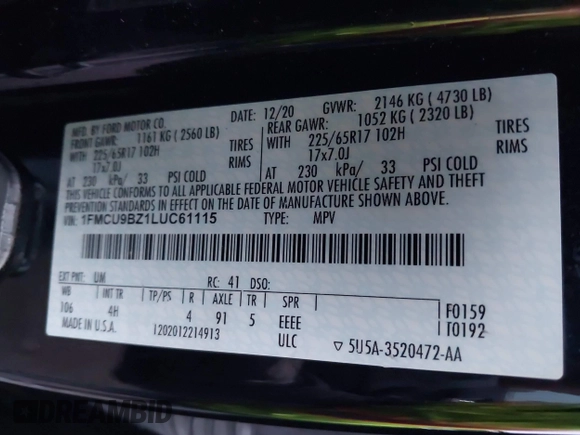 MFD. BY FORD MOTOR CO.
DATE: 12/20 GVWR: 2146 KG ( 4730 LB)
FRONT GAWR: 1161 KG ( 2560 LB) REAR GAWR: 1052 KG ( 2320 LB)
WITH 225/65R17 102H TIRES WITH 225/65R17 102H TIRES
17x7.0J RIMS 17x7.0J RIMS
AT 230 kPa/ 33 PSI COLD AT 230 kPa/ 33 PSI COLD
THIS VEHICLE CONFORMS TO ALL APPLICABLE FEDERAL MOTOR VEHICLE SAFETY AND THEFT
PREVENTION STANDARDS IN EFFECT ON THE DATE OF MANUFACTURE SHOWN ABOVE.
VIN: 1FMCU9BZ1LUC61115 TYPE: MPV
EXT PNT: UM RC: 41 DSO:
WB INT TR TP/PS R AXLE TR SPR
106 4H 4 91 5 EEEE F0159
MADE IN U.S.A. 1202012214913 ULC T0192
▽ 5U5A-3520472-AA
DREAMBID